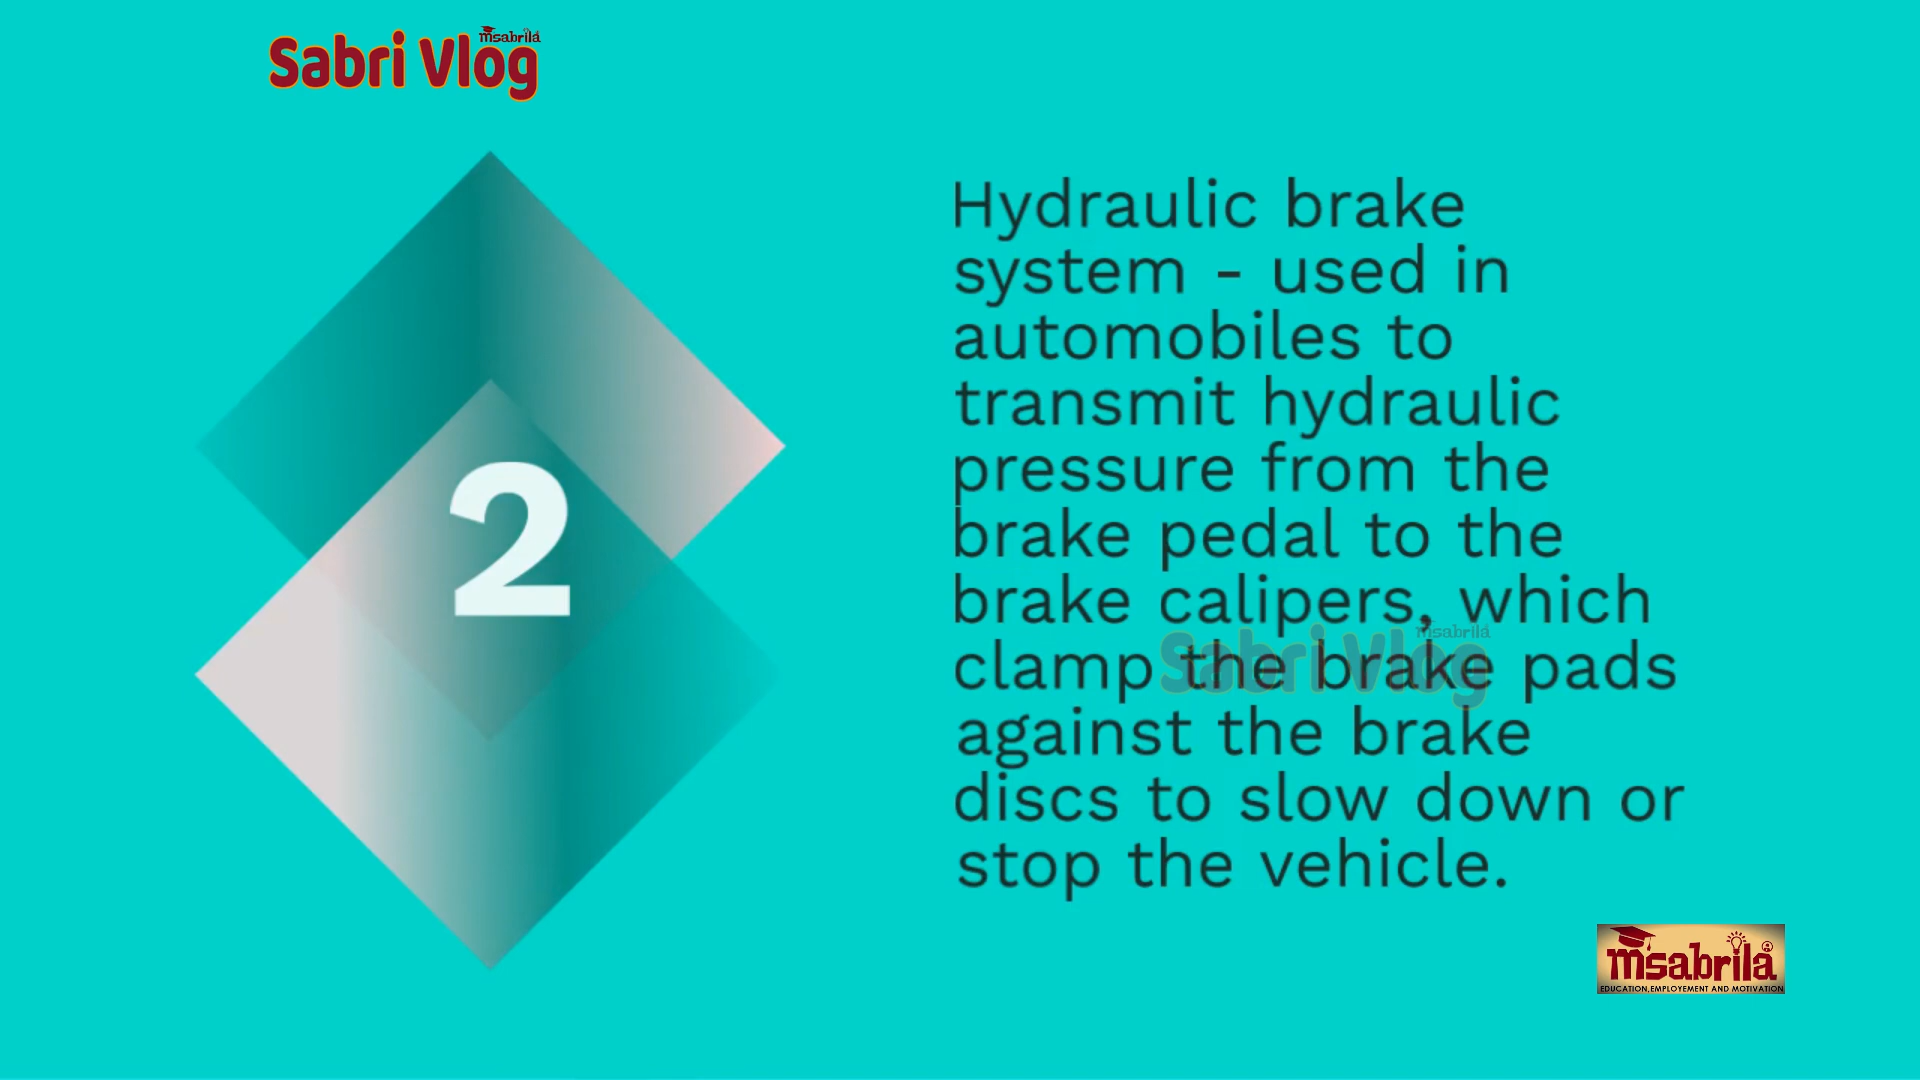 msabrila
Sabri Vlog
2
Hydraulic brake
system - used in
automobiles to
transmit hydraulic
pressure from the
brake pedal to the
brake calipers, which
msabrila
Sabri Vlog
clamp the brake pads
against the brake
discs to slow down or
stop the vehicle.
msabrila
EDUCATION,EMPLOYEMENT AND MOTIVATION